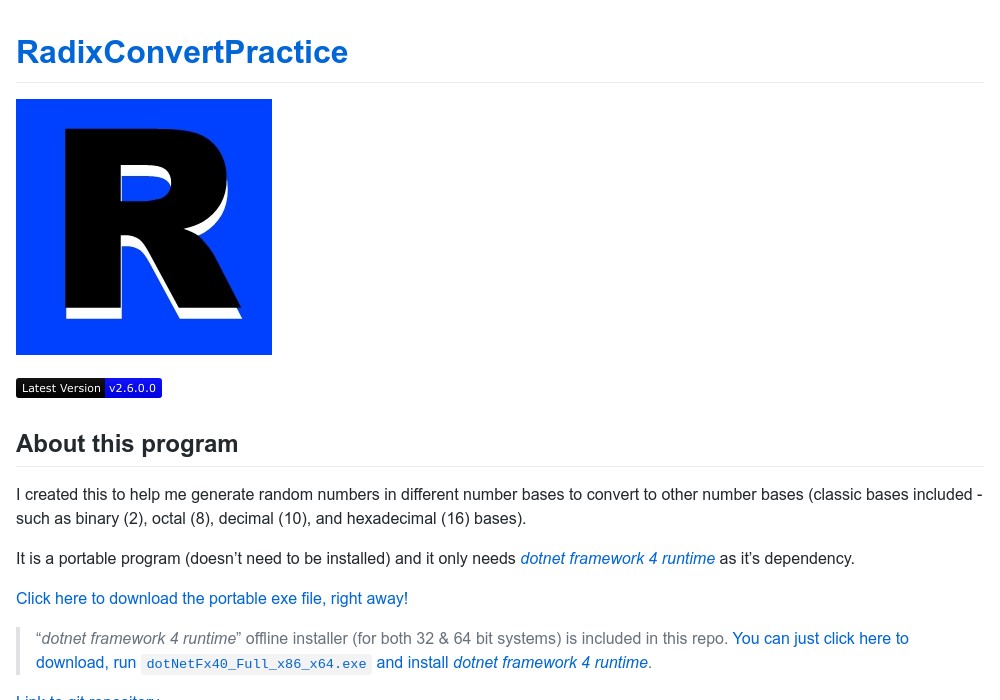 RadixConvertPractice
R
Latest Version v2.6.0.0
About this program
I created this to help me generate random numbers in different number bases to convert to other number bases (classic bases included -
such as binary (2), octal (8), decimal (10), and hexadecimal (16) bases).
It is a portable program (doesn’t need to be installed) and it only needs dotnet framework 4 runtime as it’s dependency.
Click here to download the portable exe file, right away!
“dotnet framework 4 runtime” offline installer (for both 32 & 64 bit systems) is included in this repo. You can just click here to
download, run dotNetFx40_Full_x86_x64.exe and install dotnet framework 4 runtime.
Link to git repository